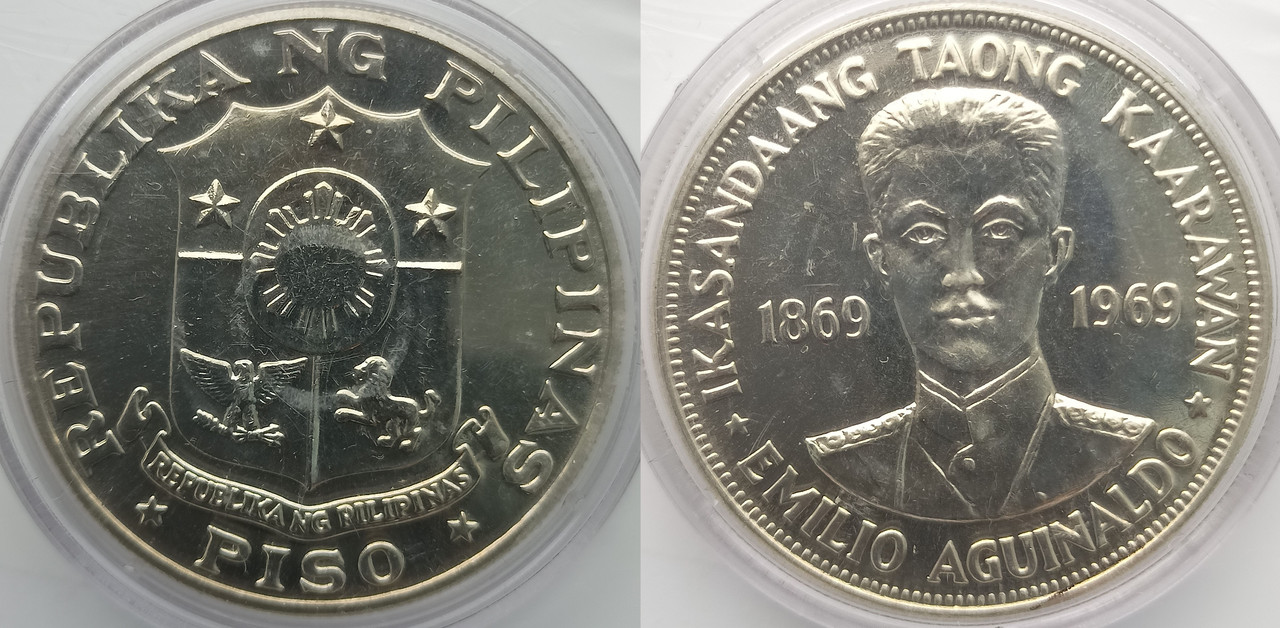 REPUBLIKA NG PILIPINAS
REPUBLIKA NG PILIPINAS
PISO
IKASANDAANG TAONG KAARAWAN
1869
1969
EMILIO AGUINALDO